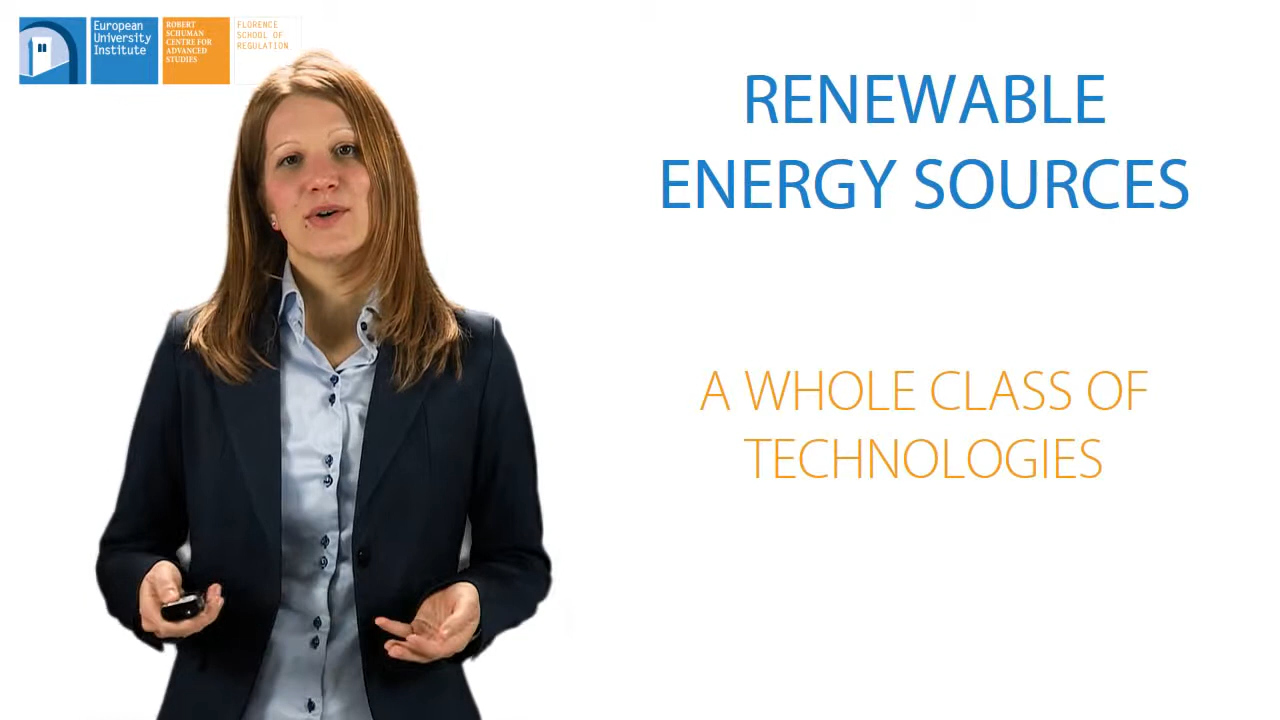 European
University
Institute
ROBERT
SCHUMAN
CENTRE FOR
ADVANCED
STUDIES
FLORENCE
SCHOOL OF
REGULATION
RENEWABLE
ENERGY SOURCES
A WHOLE CLASS OF
TECHNOLOGIES